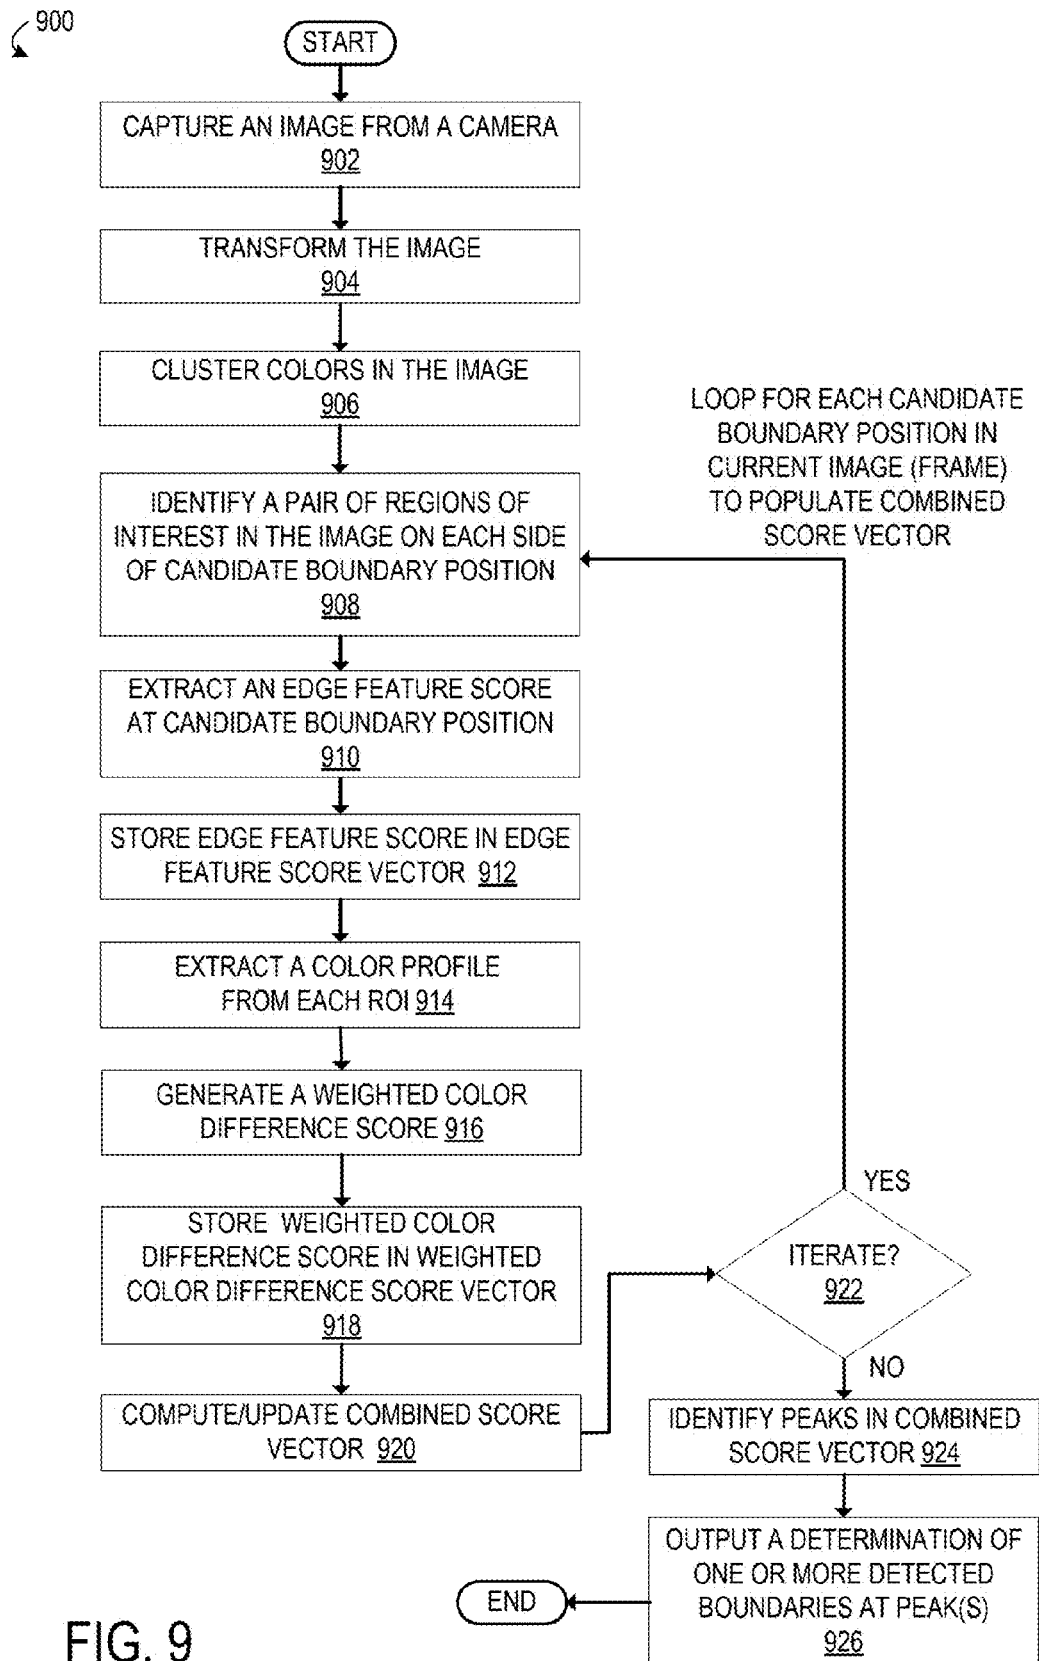 900
START
CAPTURE AN IMAGE FROM A CAMERA
902
TRANSFORM THE IMAGE
904
CLUSTER COLORS IN THE IMAGE
906
IDENTIFY A PAIR OF REGIONS OF
INTEREST IN THE IMAGE ON EACH SIDE
OF CANDIDATE BOUNDARY POSITION
908
LOOP FOR EACH CANDIDATE
BOUNDARY POSITION IN
CURRENT IMAGE (FRAME)
TO POPULATE COMBINED
SCORE VECTOR
EXTRACT AN EDGE FEATURE SCORE
AT CANDIDATE BOUNDARY POSITION
910
STORE EDGE FEATURE SCORE IN EDGE
FEATURE SCORE VECTOR 912
EXTRACT A COLOR PROFILE
FROM EACH ROI 914
GENERATE A WEIGHTED COLOR
DIFFERENCE SCORE 916
STORE WEIGHTED COLOR
DIFFERENCE SCORE IN WEIGHTED
COLOR DIFFERENCE SCORE VECTOR
918
COMPUTE/UPDATE COMBINED SCORE
VECTOR 920
YES
ITERATE?
922
NO
IDENTIFY PEAKS IN COMBINED
SCORE VECTOR 924
OUTPUT A DETERMINATION OF
ONE OR MORE DETECTED
BOUNDARIES AT PEAK(S)
926
END
FIG. 9